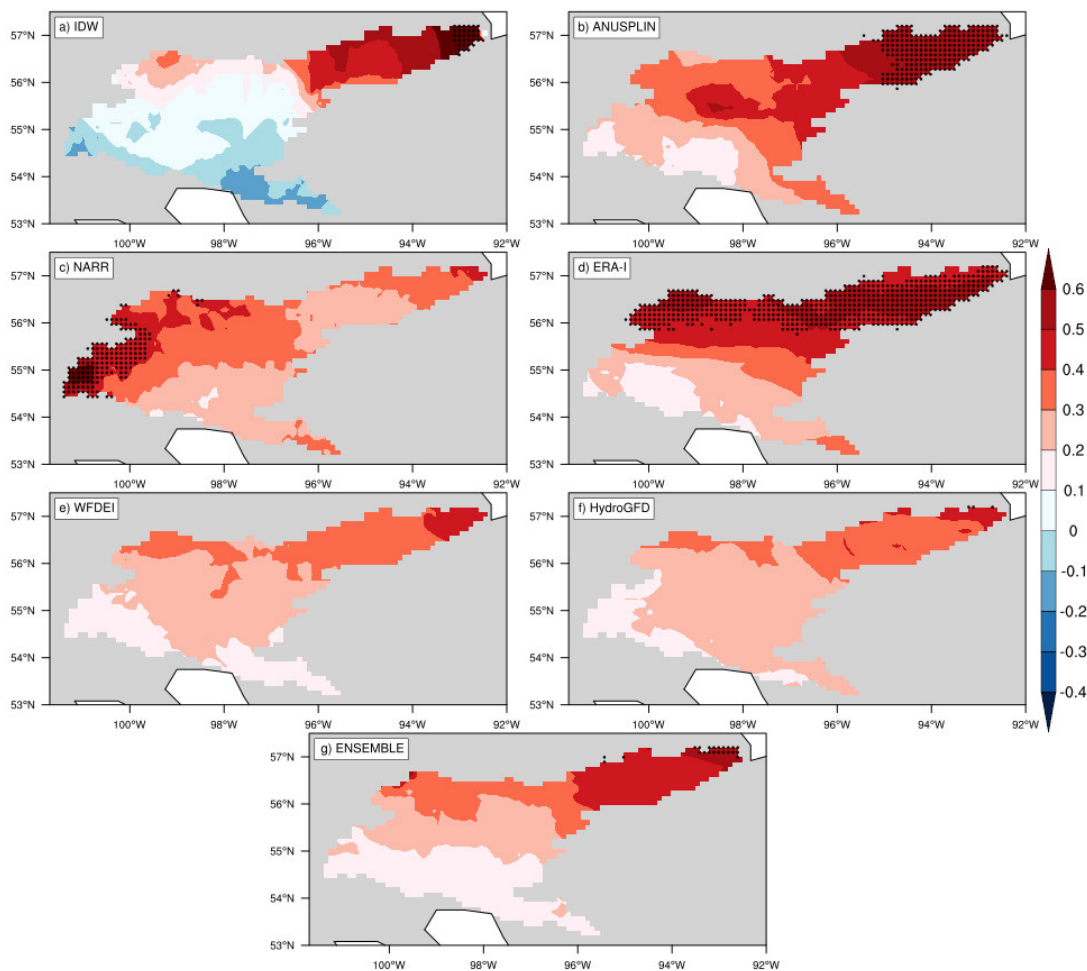 a) IDW
57°N
56°N
55°N
54°N
53°N
100°W 98°W 96°W 94°W 92°W
b) ANUSPLIN
57°N
56°N
55°N
54°N
53°N
100°W 98°W 96°W 94°W 92°W
c) NARR
57°N
56°N
55°N
54°N
53°N
100°W 98°W 96°W 94°W 92°W
d) ERA-I
57°N
56°N
55°N
54°N
53°N
100°W 98°W 96°W 94°W 92°W
e) WFDEI
57°N
56°N
55°N
54°N
53°N
100°W 98°W 96°W 94°W 92°W
f) HydroGFD
57°N
56°N
55°N
54°N
53°N
100°W 98°W 96°W 94°W 92°W
0.6
0.5
0.4
0.3
0.2
0.1
0
-0.1
-0.2
-0.3
-0.4
g) ENSEMBLE
57°N
56°N
55°N
54°N
53°N
100°W 98°W 96°W 94°W 92°W